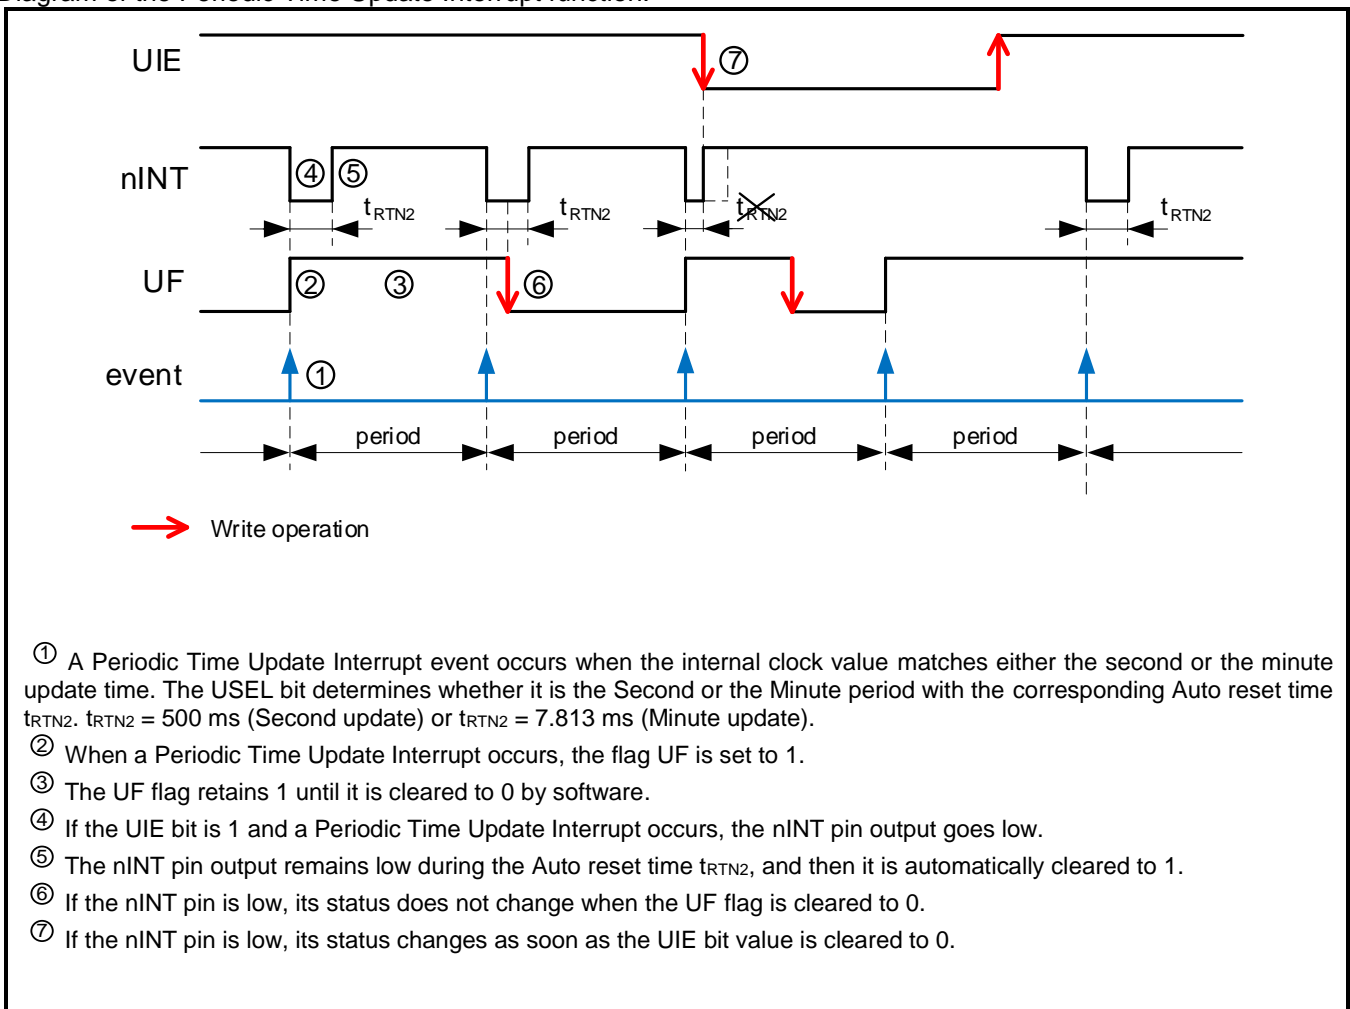 Diagram of the Periodic Time Update Interrupt function:
UIE
⑦
nINT
④ ⑤
tRTN2 tRTN2 tRTN2 tRTN2
UF
② ③ ⑥
event
①
period period period period
Write operation
① A Periodic Time Update Interrupt event occurs when the internal clock value matches either the second or the minute
update time. The USEL bit determines whether it is the Second or the Minute period with the corresponding Auto reset time
tRTN2. tRTN2 = 500 ms (Second update) or tRTN2 = 7.813 ms (Minute update).
② When a Periodic Time Update Interrupt occurs, the flag UF is set to 1.
③ The UF flag retains 1 until it is cleared to 0 by software.
④ If the UIE bit is 1 and a Periodic Time Update Interrupt occurs, the nINT pin output goes low.
⑤ The nINT pin output remains low during the Auto reset time tRTN2, and then it is automatically cleared to 1.
⑥ If the nINT pin is low, its status does not change when the UF flag is cleared to 0.
⑦ If the nINT pin is low, its status changes as soon as the UIE bit value is cleared to 0.